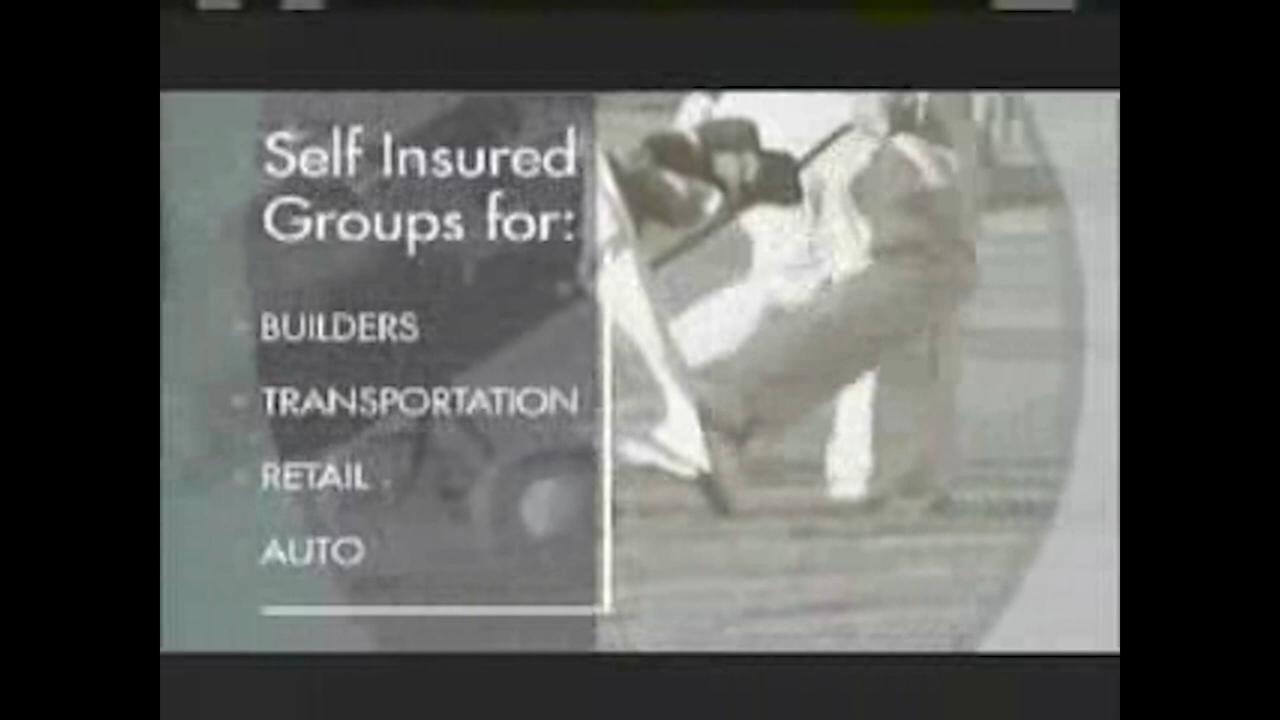 Self Insured
Groups for:
BUILDERS
TRANSPORTATION
RETAIL
AUTO